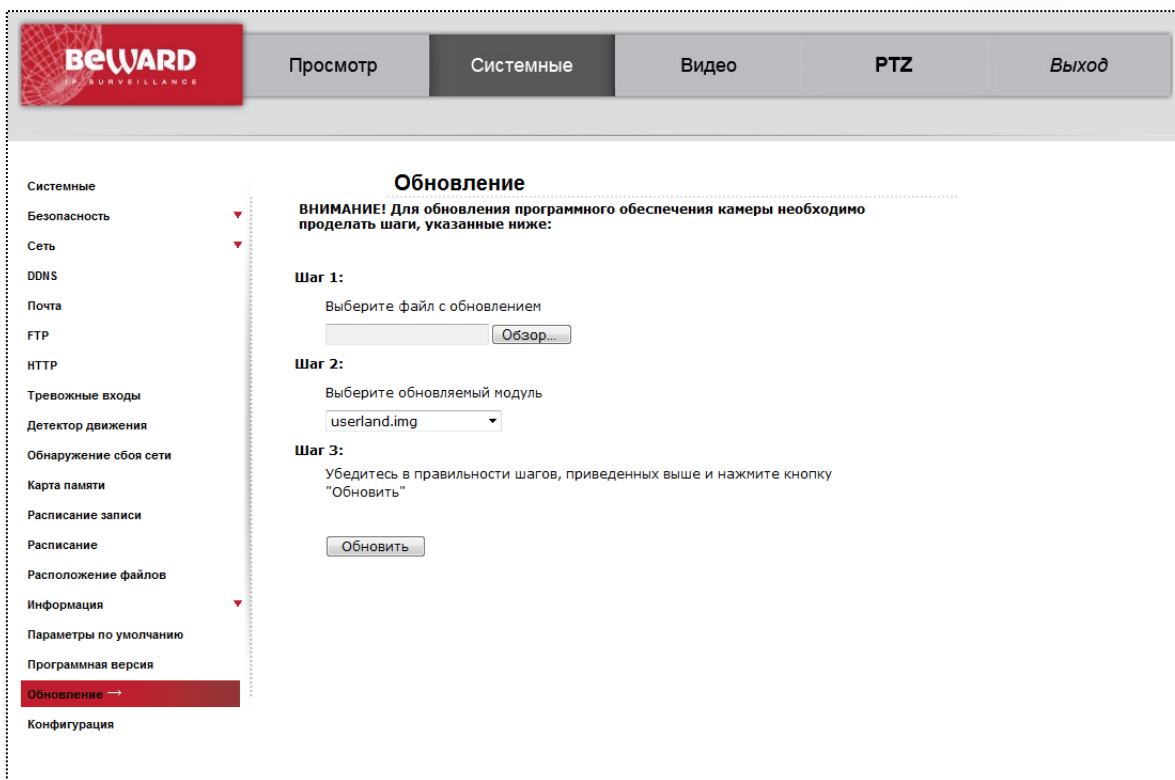 BEWARD
IP SURVEILLANCE
Просмотр
Системные
Видео
PTZ
Выход
Системные
Безопасность
Сеть
DDNS
Почта
FTP
HTTP
Тревожные входы
Детектор движения
Обнаружение сбоя сети
Карта памяти
Расписание записи
Расписание
Расположение файлов
Информация
Параметры по умолчанию
Программная версия
Обновление →
Конфигурация
Обновление
ВНИМАНИЕ! Для обновления программного обеспечения камеры необходимо
проделать шаги, указанные ниже:
Шаг 1:
Выберите файл с обновлением
Обзор...
Шаг 2:
Выберите обновляемый модуль
userland.img
Шаг 3:
Убедитесь в правильности шагов, приведенных выше и нажмите кнопку
"Обновить"
Обновить